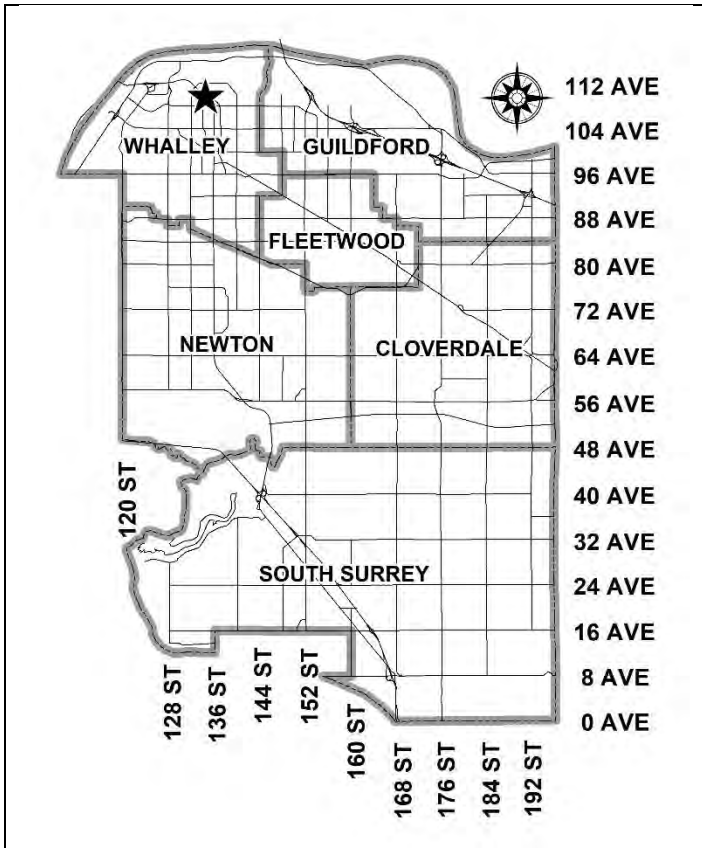 112 AVE
104 AVE
WHALLEY
GUILDFORD
96 AVE
88 AVE
FLEETWOOD
80 AVE
72 AVE
NEWTON
CLOVERDALE
64 AVE
56 AVE
48 AVE
120 ST
40 AVE
32 AVE
SOUTH SURREY
24 AVE
16 AVE
8 AVE
0 AVE
128 ST
136 ST
144 ST
152 ST
160 ST
168 ST
176 ST
184 ST
192 ST